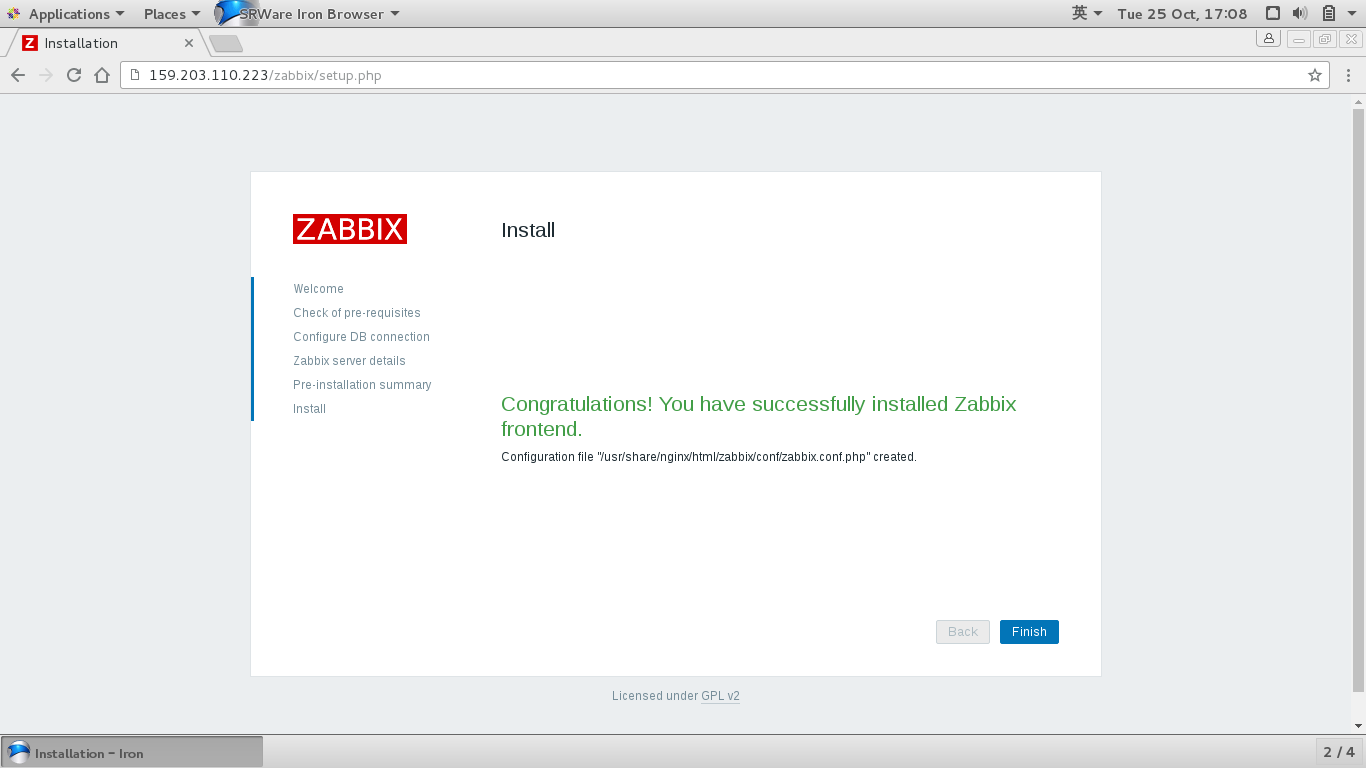 Applications Places SRWare Iron Browser 英 Tue 25 Oct, 17:08
Z Installation
159.203.110.223/zabbix/setup.php
ZABBIX
Install
Welcome
Check of pre-requisites
Configure DB connection
Zabbix server details
Pre-installation summary
Install
Congratulations! You have successfully installed Zabbix
frontend.
Configuration file "/usr/share/nginx/html/zabbix/conf/zabbix.conf.php" created.
Back Finish
Licensed under GPL v2
Installation - Iron 2 / 4